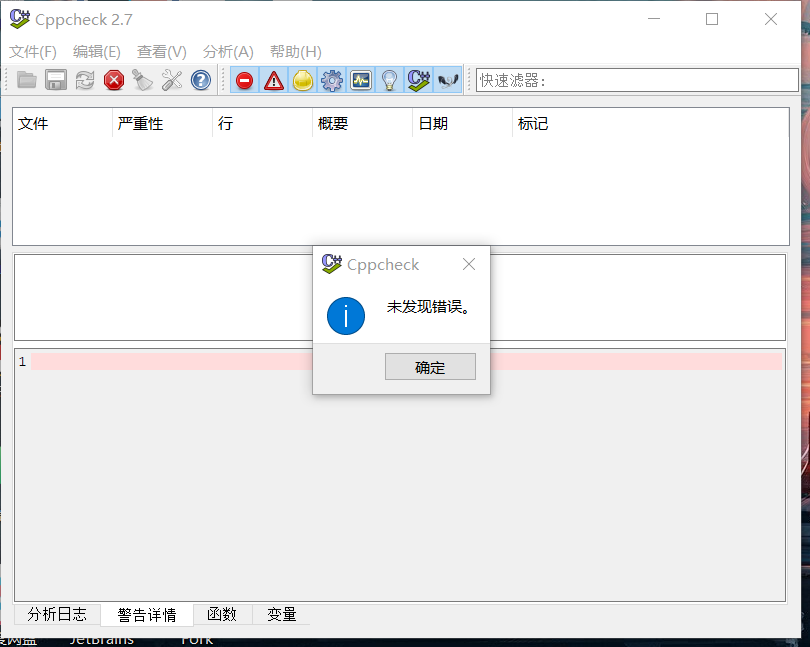 Cppcheck 2.7
文件(F) 编辑(E) 查看(V) 分析(A) 帮助(H)
快速滤器:
文件 严重性 行 概要 日期 标记
Cppcheck
未发现错误。
确定
1
分析日志 警告详情 函数 变量
JetBrains Fork